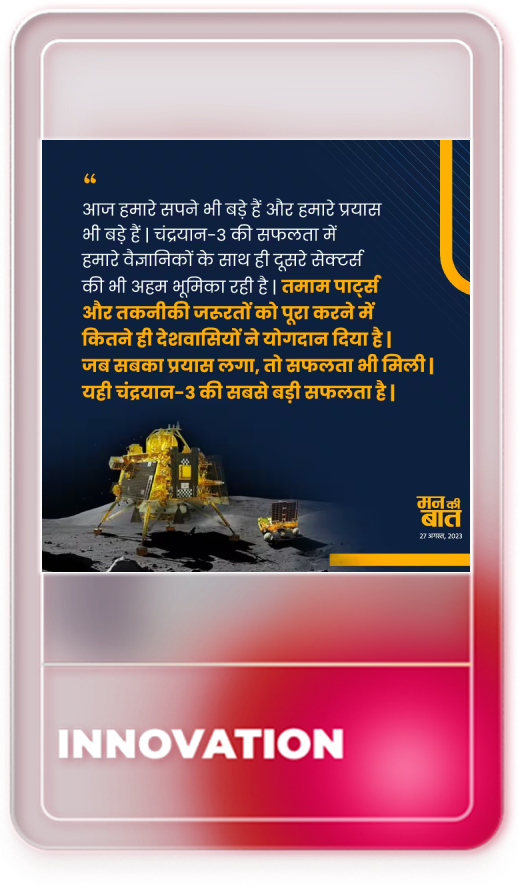 “
आज हमारे सपने भी बड़े हैं और हमारे प्रयास
भी बड़े हैं | चंद्रयान-3 की सफलता में
हमारे वैज्ञानिकों के साथ ही दूसरे सेक्टर्स
की भी अहम भूमिका रही है | तमाम पार्ट्स
और तकनीकी जरूरतों को पूरा करने में
कितने ही देशवासियों ने योगदान दिया है |
जब सबका प्रयास लगा, तो सफलता भी मिली |
यही चंद्रयान-3 की सबसे बड़ी सफलता है |
मन की
बात
27 अगस्त, 2023
INNOVATION